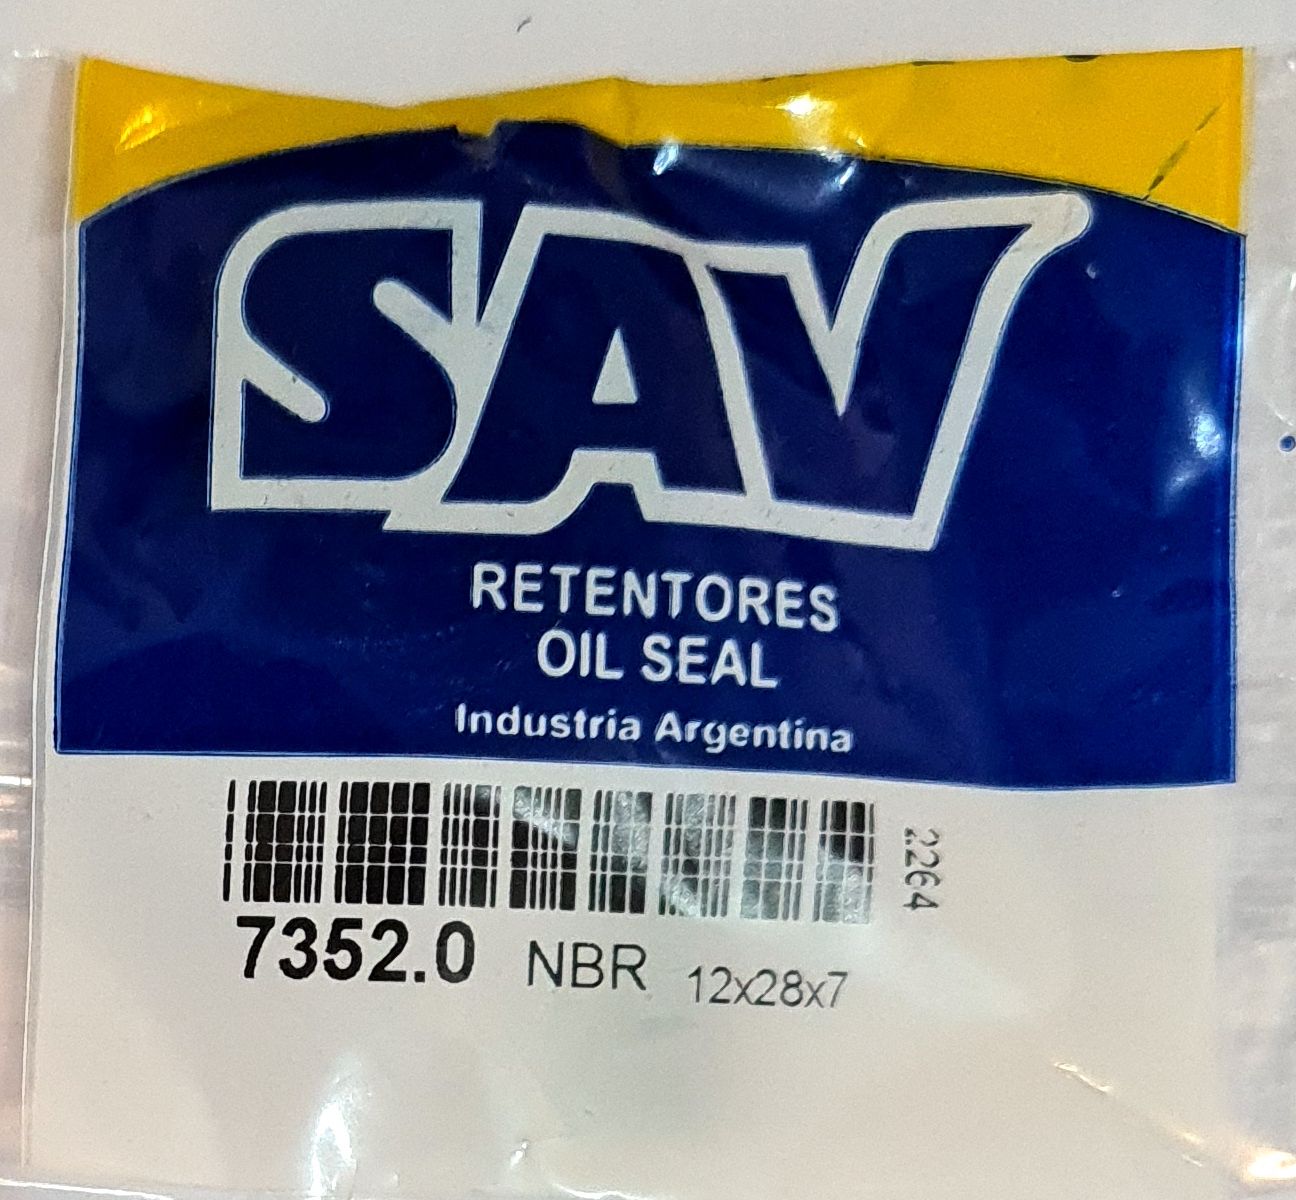 SAV
RETENTORES
OIL SEAL
Industria Argentina
2264
7352.0 NBR 12x28x7